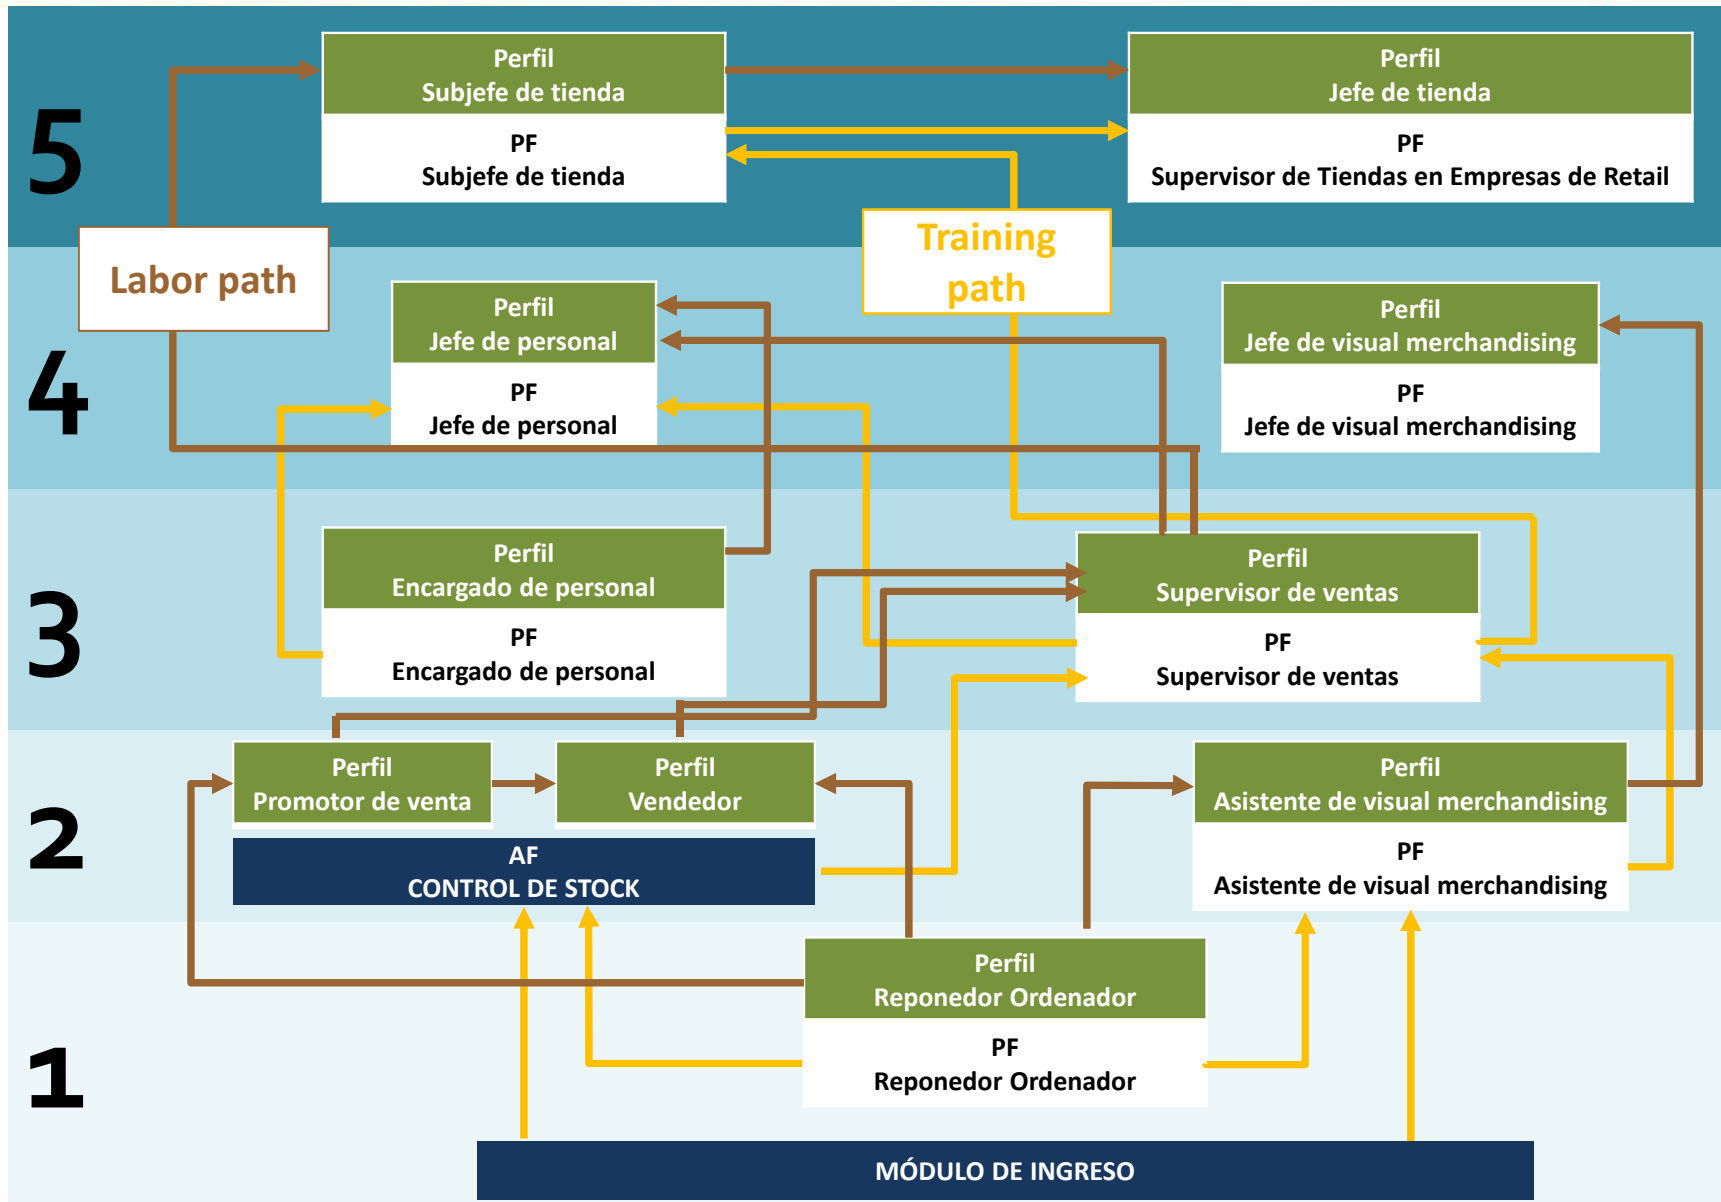 5
Perfil
Subjefe de tienda
PF
Subjefe de tienda
Perfil
Jefe de tienda
PF
Supervisor de Tiendas en Empresas de Retail
Labor path
Training
path
4
Perfil
Jefe de personal
PF
Jefe de personal
Perfil
Jefe de visual merchandising
PF
Jefe de visual merchandising
3
Perfil
Encargado de personal
PF
Encargado de personal
Perfil
Supervisor de ventas
PF
Supervisor de ventas
2
Perfil
Promotor de venta
Perfil
Vendedor
AF
CONTROL DE STOCK
Perfil
Asistente de visual merchandising
PF
Asistente de visual merchandising
1
Perfil
Reponedor Ordenador
PF
Reponedor Ordenador
MÓDULO DE INGRESO